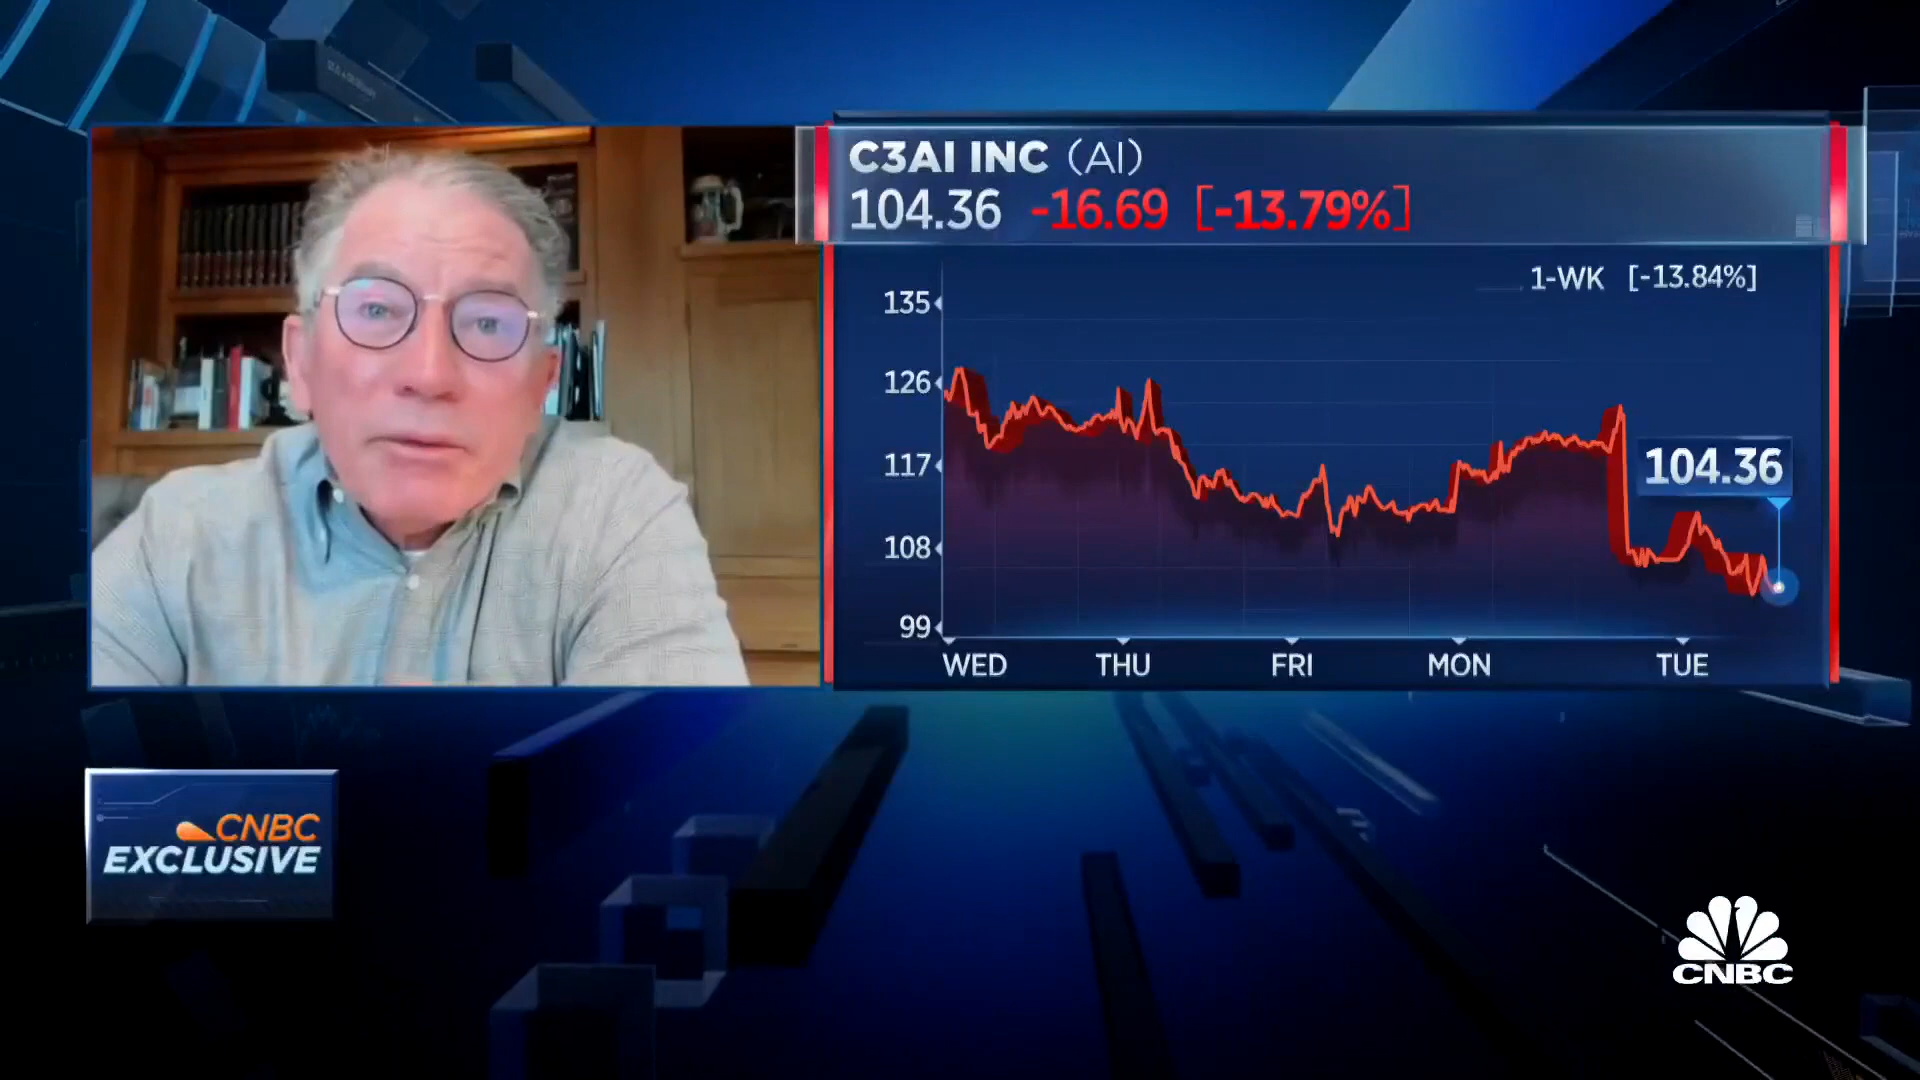 C3AI INC (AI)
104.36 -16.69 [-13.79%]
1-WK [-13.84%]
135
126
117
108
99
104.36
WED THU FRI MON TUE
CNBC
EXCLUSIVE
CNBC